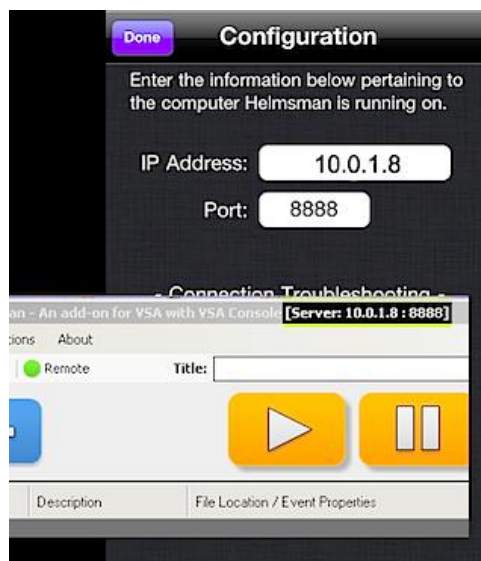 Done
Configuration
Enter the information below pertaining to
the computer Helmsman is running on.
IP Address: 10.0.1.8
Port: 8888
- Connection Troubleshooting -
an - An add-on for VSA with VSA Console [Server: 10.0.1.8 : 8888]
ions About
Remote Title:
Description File Location / Event Properties